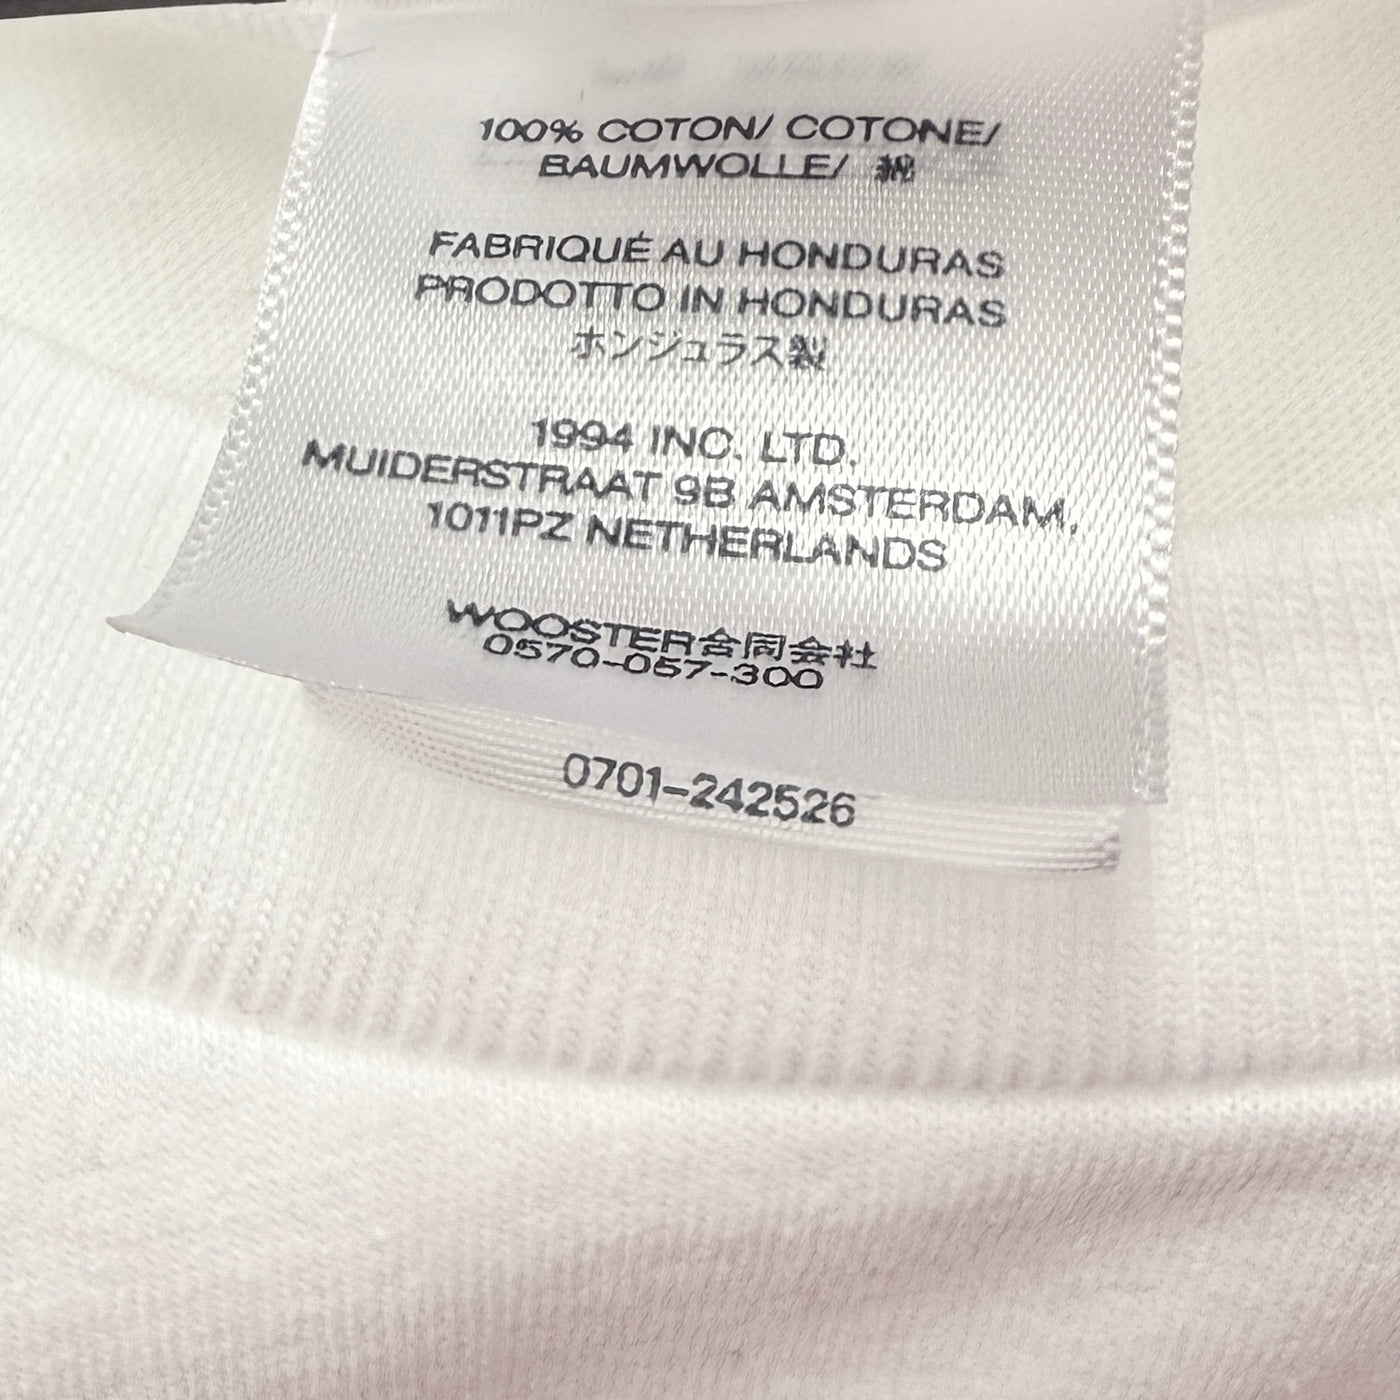 100% COTON/ COTONE/
BAUMWOLLE/ 綿
FABRIQUÉ AU HONDURAS
PRODOTTO IN HONDURAS
ホンジュラス製
1994 INC. LTD.
MUIDERSTRAAT 9B AMSTERDAM,
1011PZ NETHERLANDS
WOOSTER合同会社
0570-057-300
0701-242526